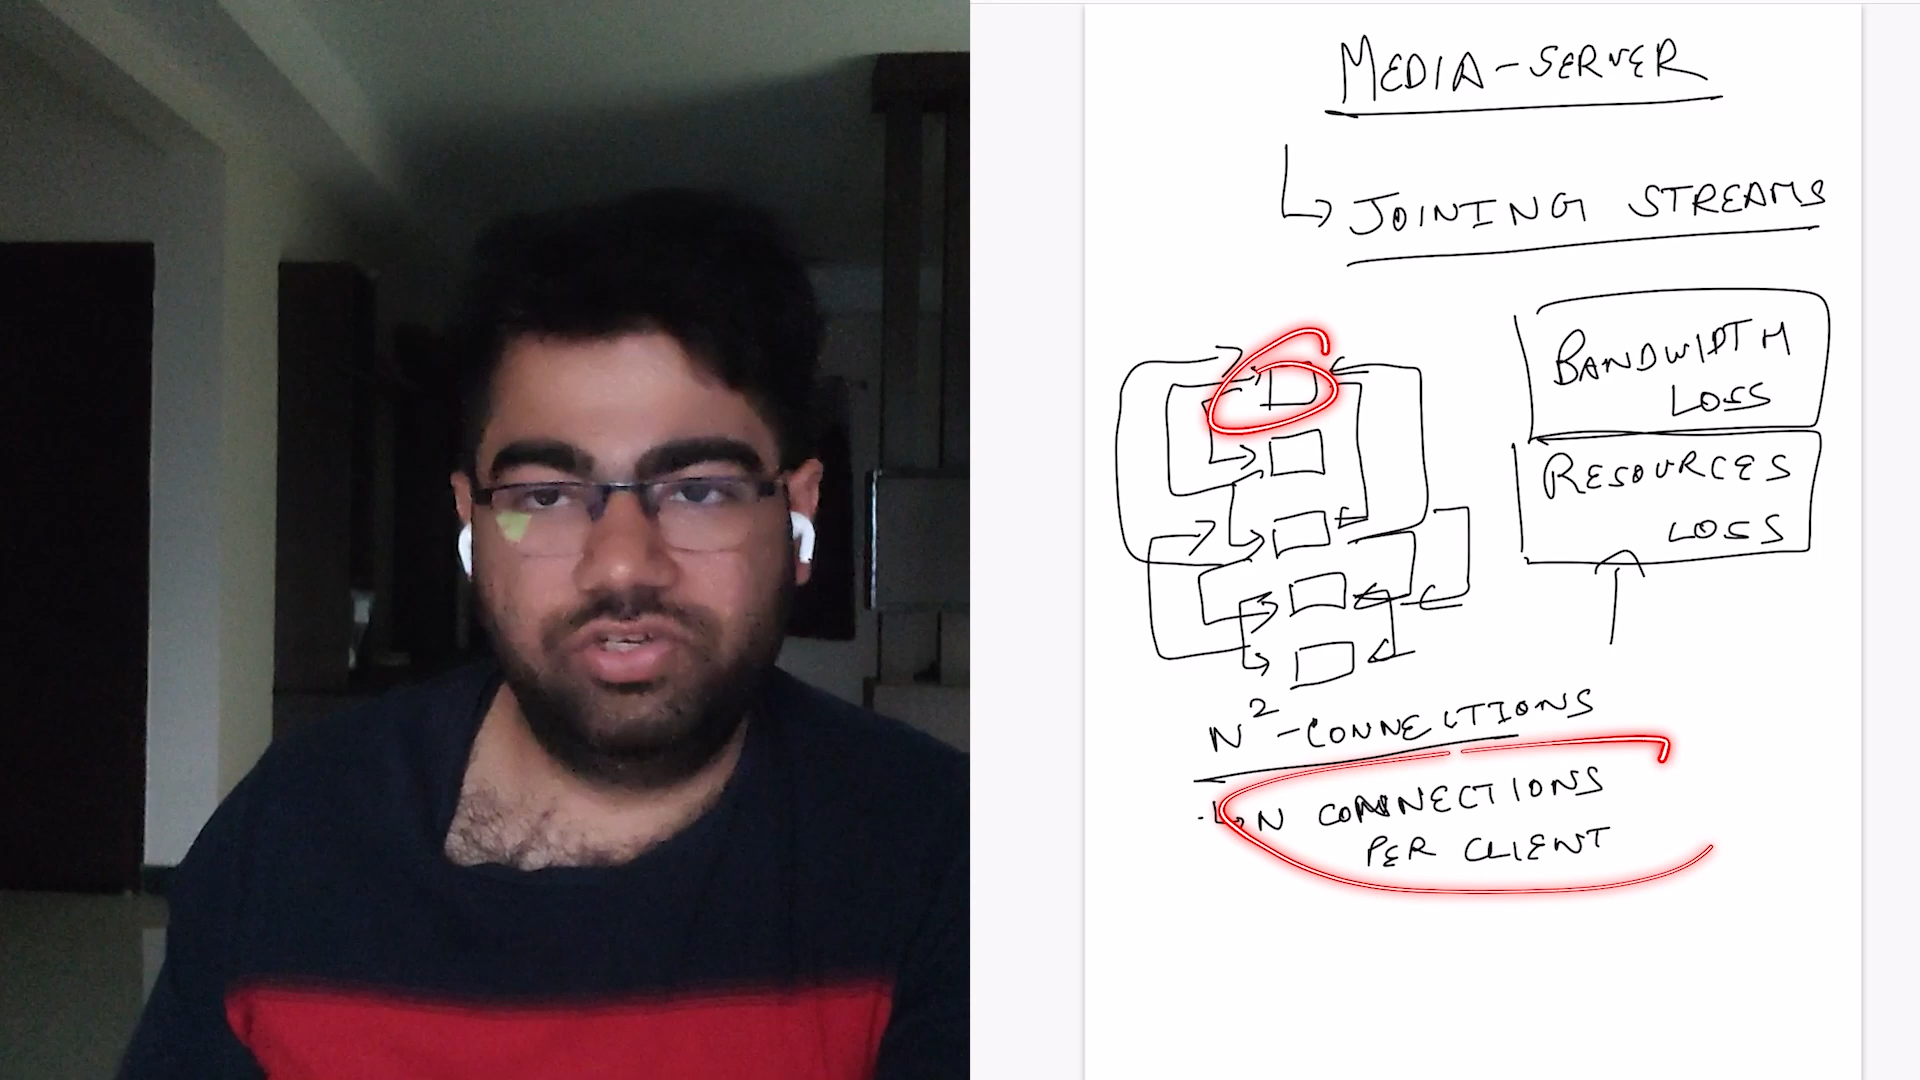 MEDIA-SERVER
JOINING STREAMS
BANDWIDTH
LOSS
RESOURCES
LOSS
N²-CONNECTIONS
N CONNECTIONS
PER CLIENT